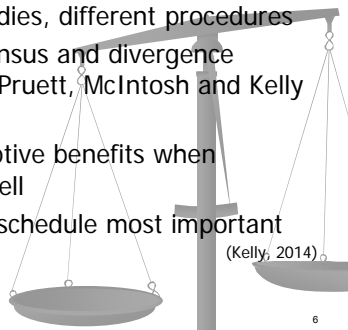 dies, different procedures
nsus and divergence
Pruett, McIntosh and Kelly
tive benefits when
ell
schedule most important
(Kelly, 2014)
6